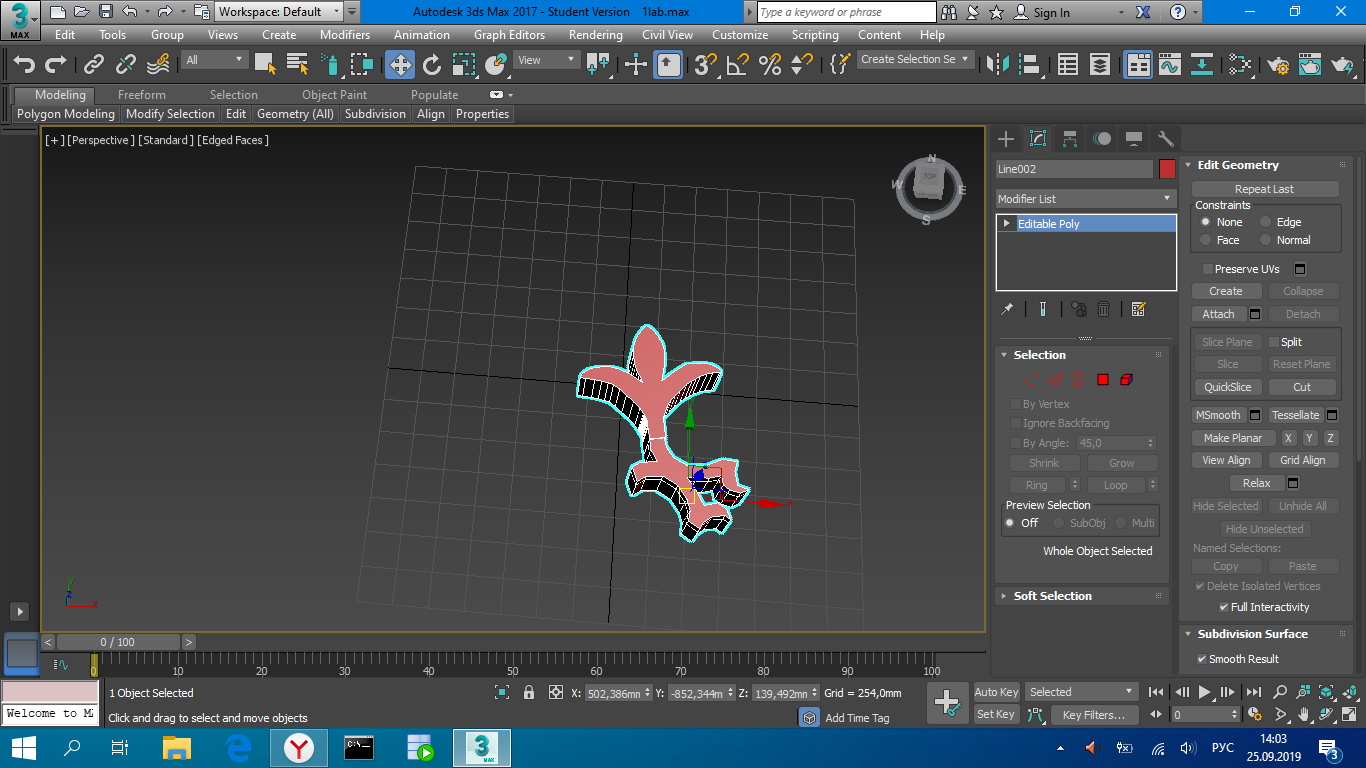 3 MAX Workspace: Default Autodesk 3ds Max 2017 - Student Version 1lab.max Type a keyword or phrase Sign In
Edit Tools Group Views Create Modifiers Animation Graph Editors Rendering Civil View Customize Scripting Content Help
All View Create Selection Se
Modeling Freeform Selection Object Paint Populate
Polygon Modeling Modify Selection Edit Geometry (All) Subdivision Align Properties
[+] [Perspective] [Standard] [Edged Faces]
N
W TOP E
S
x
y
z
x
Line002
Modifier List
Editable Poly
Selection
By Vertex
Ignore Backfacing
By Angle: 45,0
Shrink Grow
Ring Loop
Preview Selection
Off SubObj Multi
Whole Object Selected
Soft Selection
Edit Geometry
Repeat Last
Constraints
None Edge
Face Normal
Preserve UVs
Create Collapse
Attach Detach
Slice Plane Split
Slice Reset Plane
QuickSlice Cut
MSmooth Tessellate
Make Planar X Y Z
View Align Grid Align
Relax
Hide Selected Unhide All
Hide Unselected
Named Selections:
Copy Paste
Delete Isolated Vertices
Full Interactivity
Subdivision Surface
Smooth Result
< 0 / 100 >
0 10 20 30 40 50 60 70 80 90 100
1 Object Selected X: 502,386mn Y: -852,344m Z: 139,492mn Grid = 254,0mm Auto Key Selected
Welcome to MA Click and drag to select and move objects Add Time Tag Set Key Key Filters... 0
3 MAX РУС 14:03
25.09.2019 3